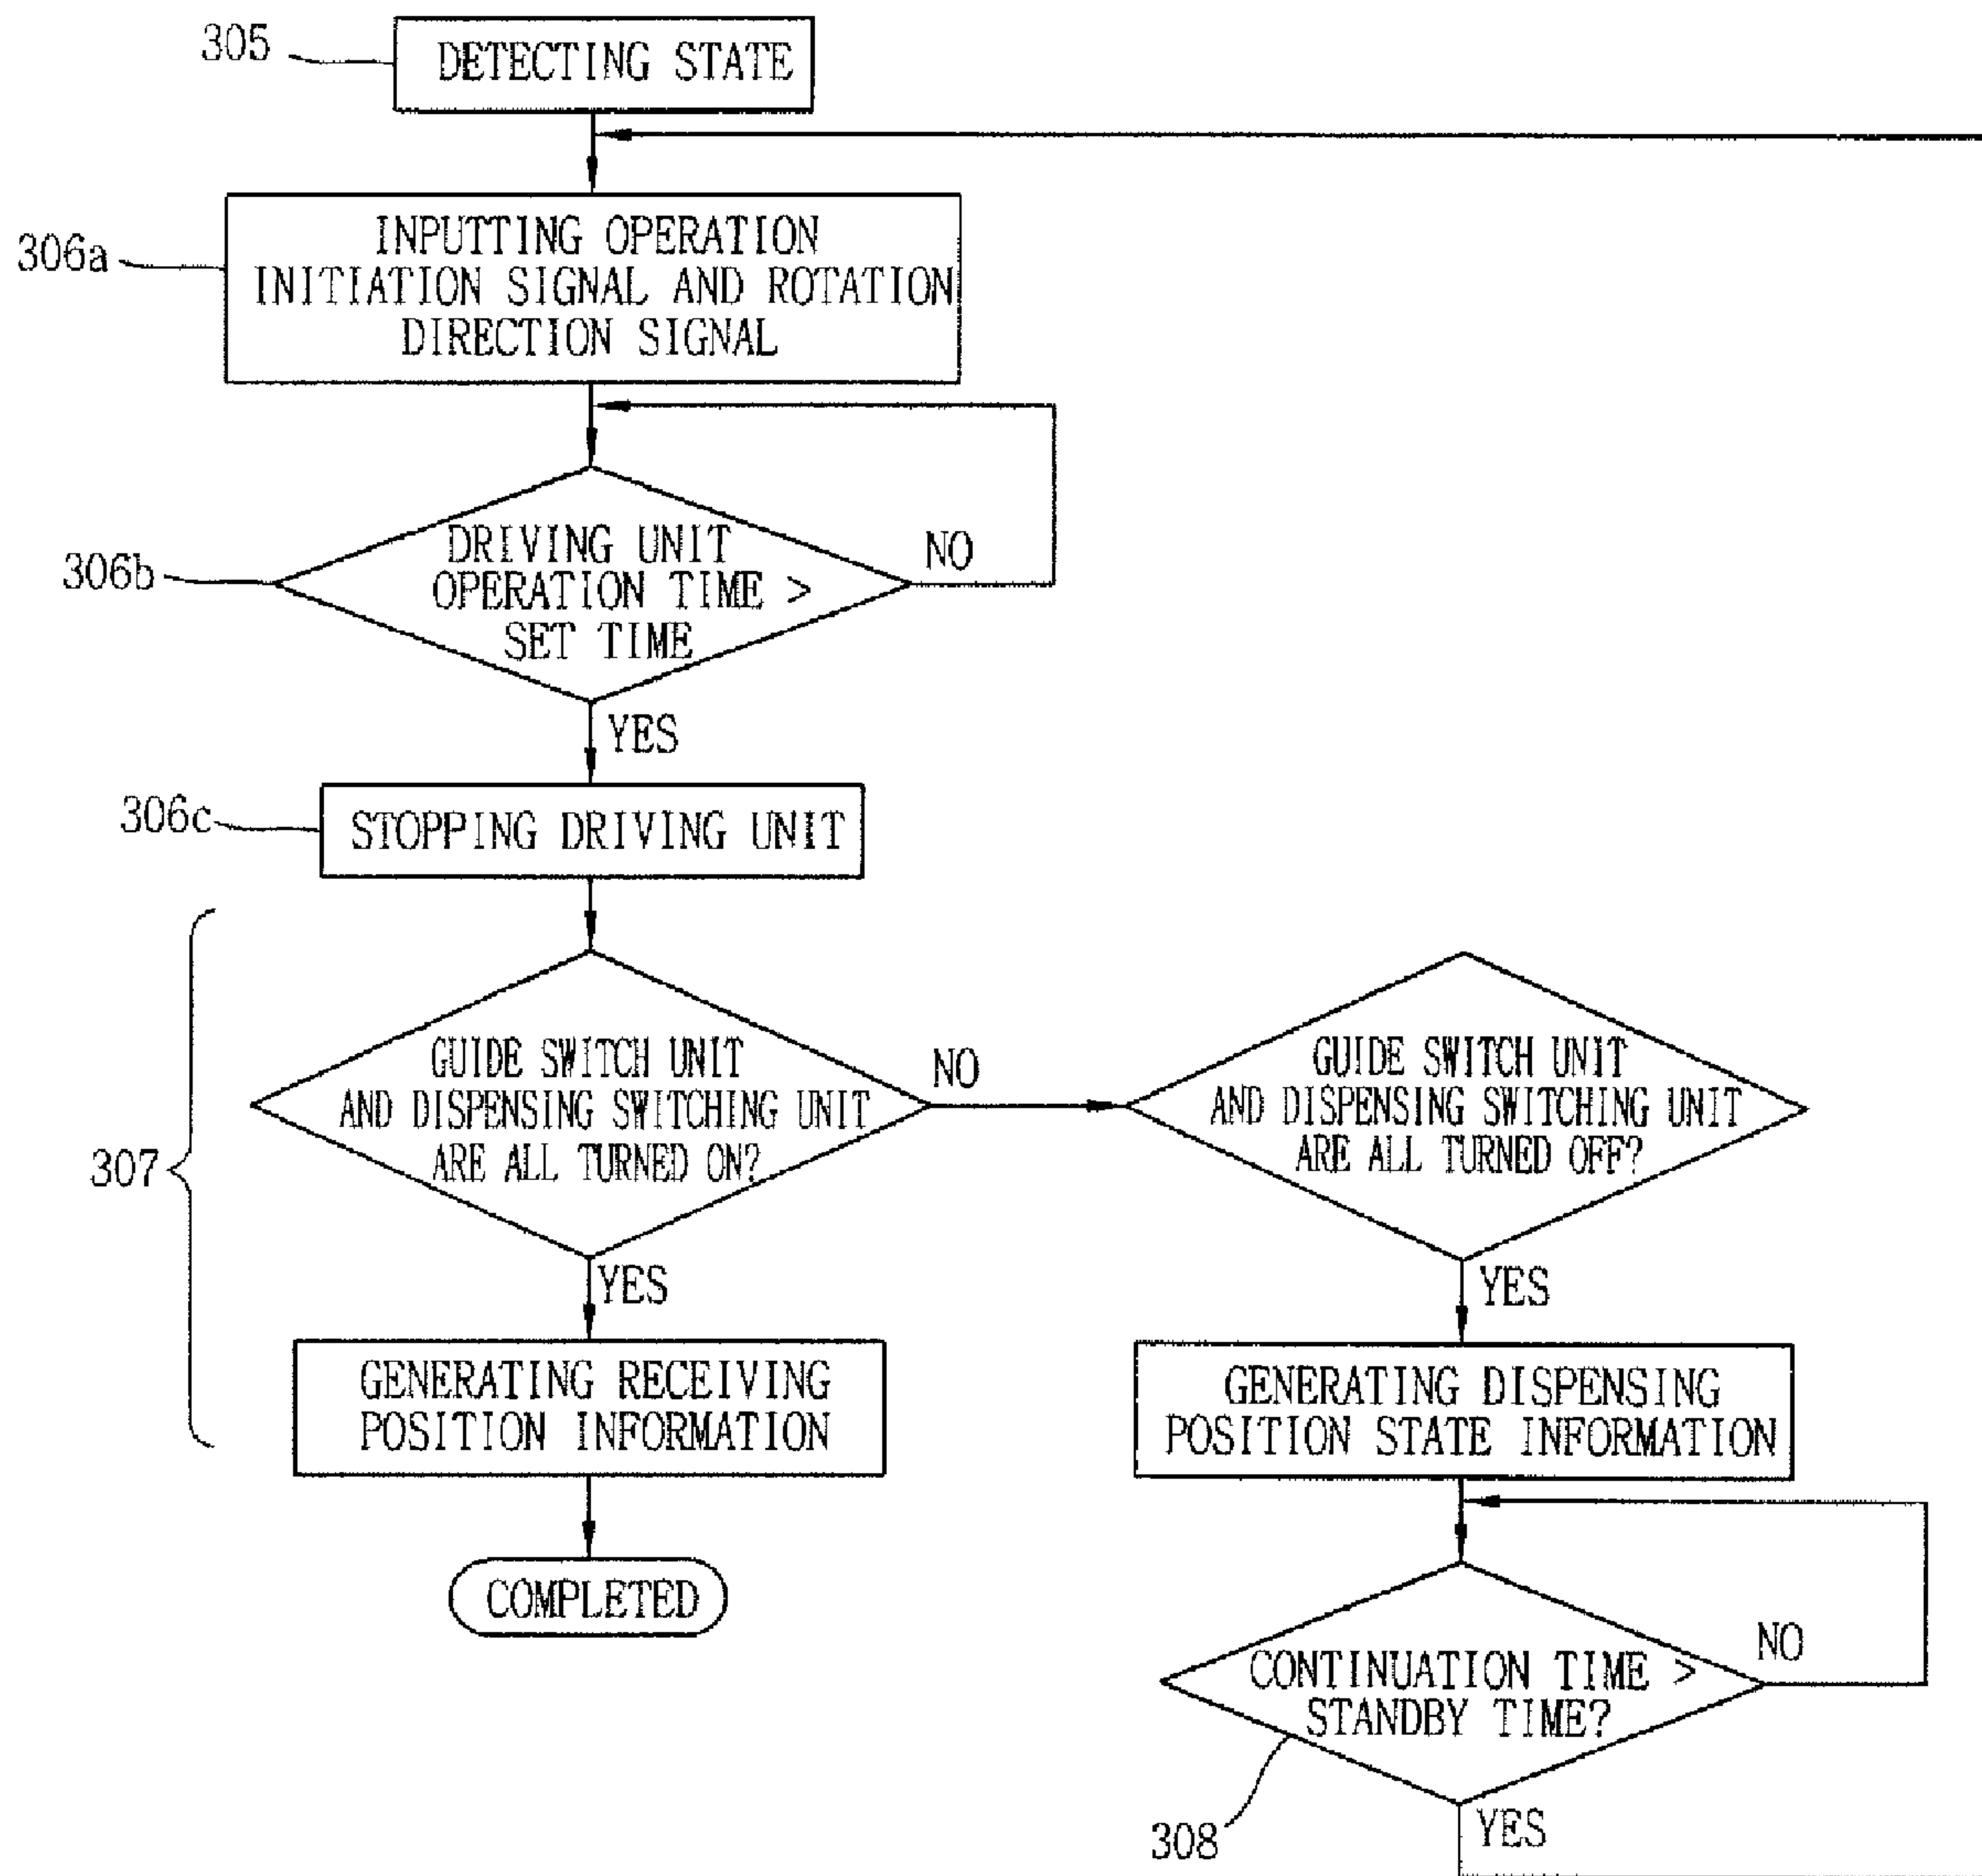 305
DETECTING STATE
306a
INPUTTING OPERATION
INITIATION SIGNAL AND ROTATION
DIRECTION SIGNAL
306b
DRIVING UNIT
OPERATION TIME >
SET TIME
NO
YES
306c
STOPPING DRIVING UNIT
307
GUIDE SWITCH UNIT
AND DISPENSING SWITCHING UNIT
ARE ALL TURNED ON?
NO
GUIDE SWITCH UNIT
AND DISPENSING SWITCHING UNIT
ARE ALL TURNED OFF?
YES
YES
GENERATING RECEIVING
POSITION INFORMATION
GENERATING DISPENSING
POSITION STATE INFORMATION
COMPLETED
CONTINUATION TIME >
STANDBY TIME?
NO
308
YES